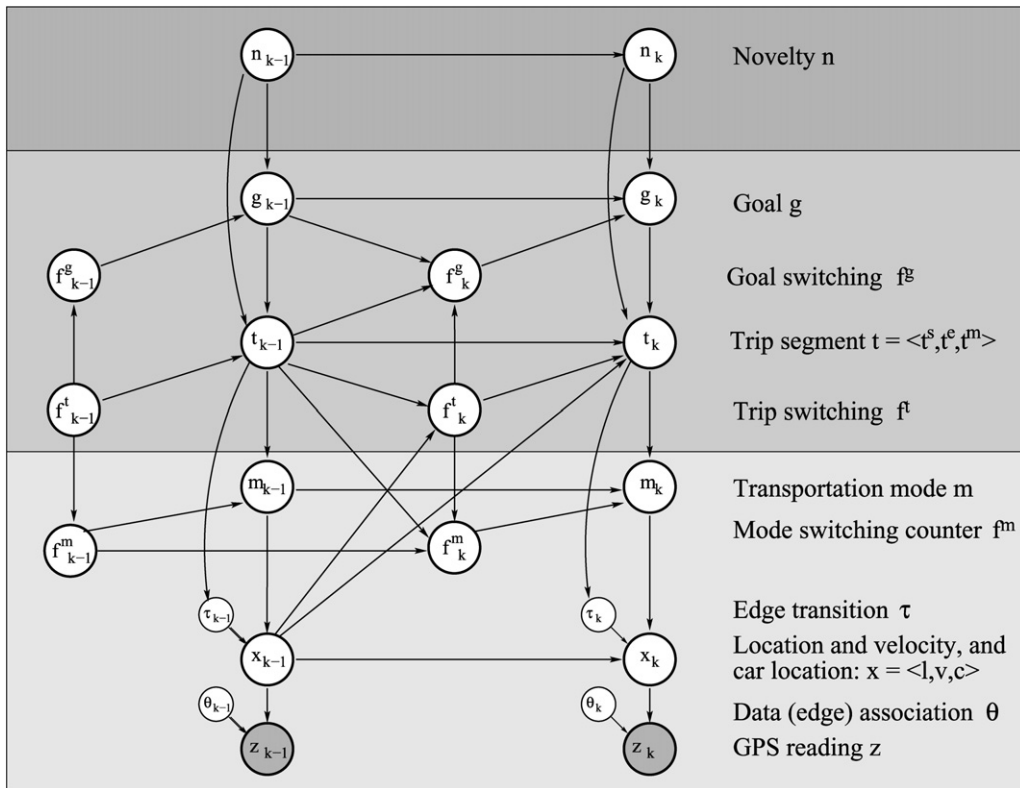 n k-1 n k Novelty n
g k-1 g k Goal g
f^g k-1 f^g k Goal switching f^g
t k-1 t k Trip segment t = <t^s,t^e,t^m>
f^t k-1 f^t k Trip switching f^t
m k-1 m k Transportation mode m
f^m k-1 f^m k Mode switching counter f^m
τ k-1 τ k Edge transition τ
x k-1 x k Location and velocity, and
car location: x = <l,v,c>
θ k-1 θ k Data (edge) association θ
z k-1 z k GPS reading z